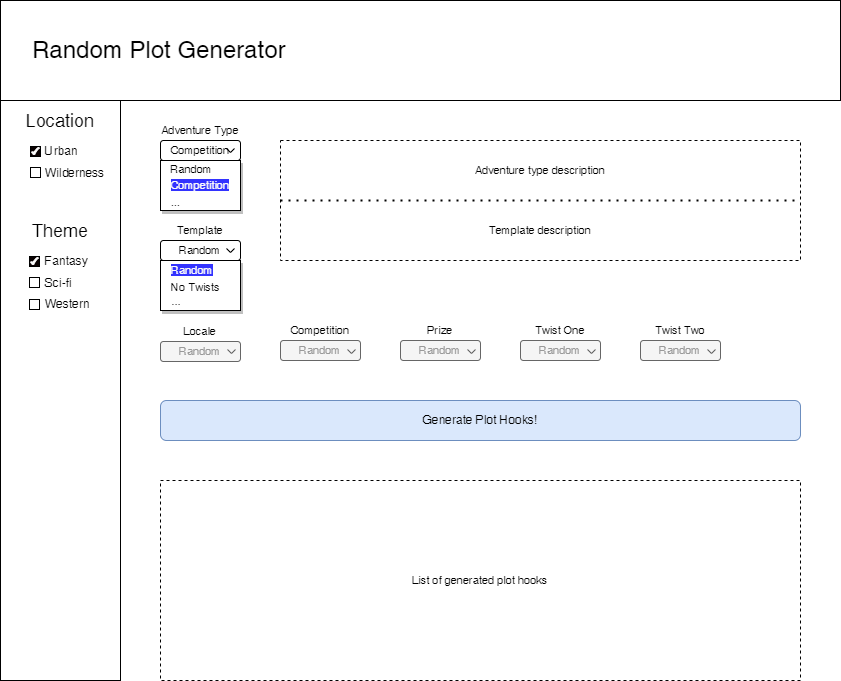 Random Plot Generator
Location
Urban
Wilderness
Theme
Fantasy
Sci-fi
Western
Adventure Type
Competition
Random
Competition
...
Adventure type description
Template description
Template
Random
Random
No Twists
...
Locale
Random
Competition
Random
Prize
Random
Twist One
Random
Twist Two
Random
Generate Plot Hooks!
List of generated plot hooks